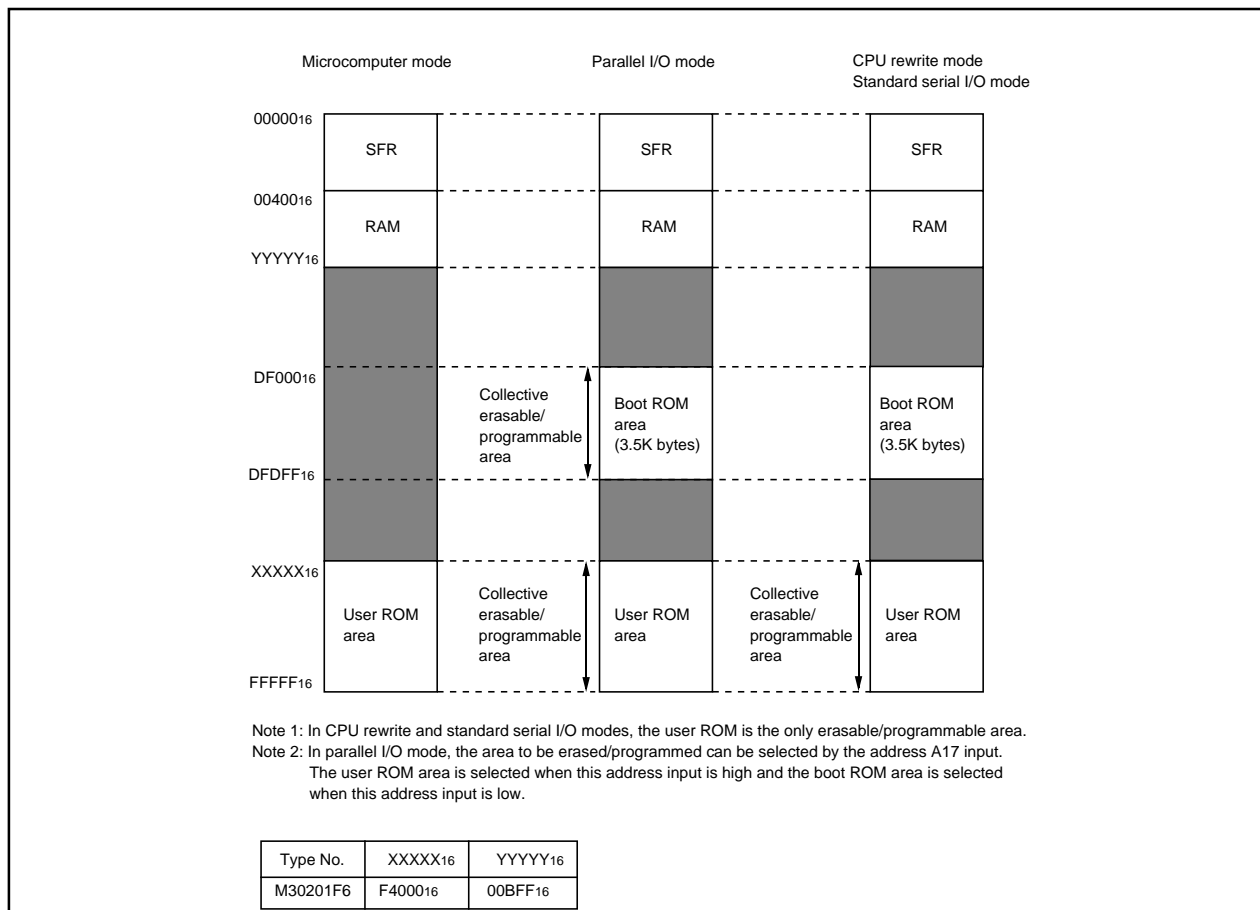 Microcomputer mode
Parallel I/O mode
CPU rewrite mode
Standard serial I/O mode
0000016
SFR
SFR
SFR
0040016
RAM
RAM
RAM
YYYYY16
DF00016
Collective
erasable/
programmable
area
Boot ROM
area
(3.5K bytes)
Boot ROM
area
(3.5K bytes)
DFDFF16
XXXXX16
User ROM
area
Collective
erasable/
programmable
area
User ROM
area
Collective
erasable/
programmable
area
User ROM
area
FFFFF16
Note 1: In CPU rewrite and standard serial I/O modes, the user ROM is the only erasable/programmable area.
Note 2: In parallel I/O mode, the area to be erased/programmed can be selected by the address A17 input.
The user ROM area is selected when this address input is high and the boot ROM area is selected
when this address input is low.
Type No. XXXXX16 YYYYY16
M30201F6 F400016 00BFF16